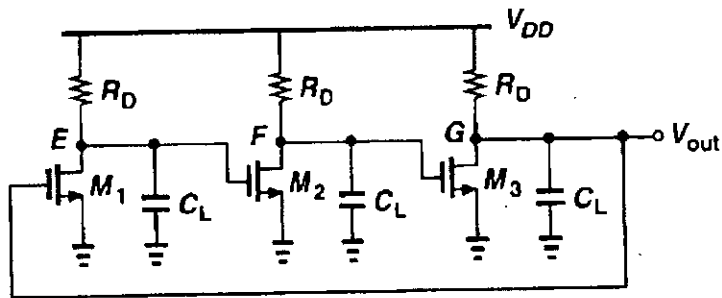 V_DD
R_D R_D R_D
E F G V_out
M_1 C_L M_2 C_L M_3 C_L